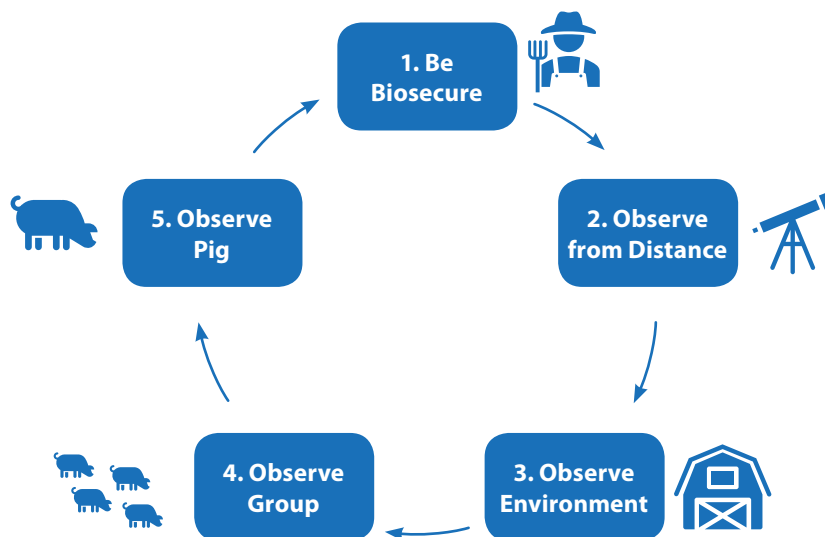 1. Be
Biosecure
2. Observe
from Distance
3. Observe
Environment
4. Observe
Group
5. Observe
Pig